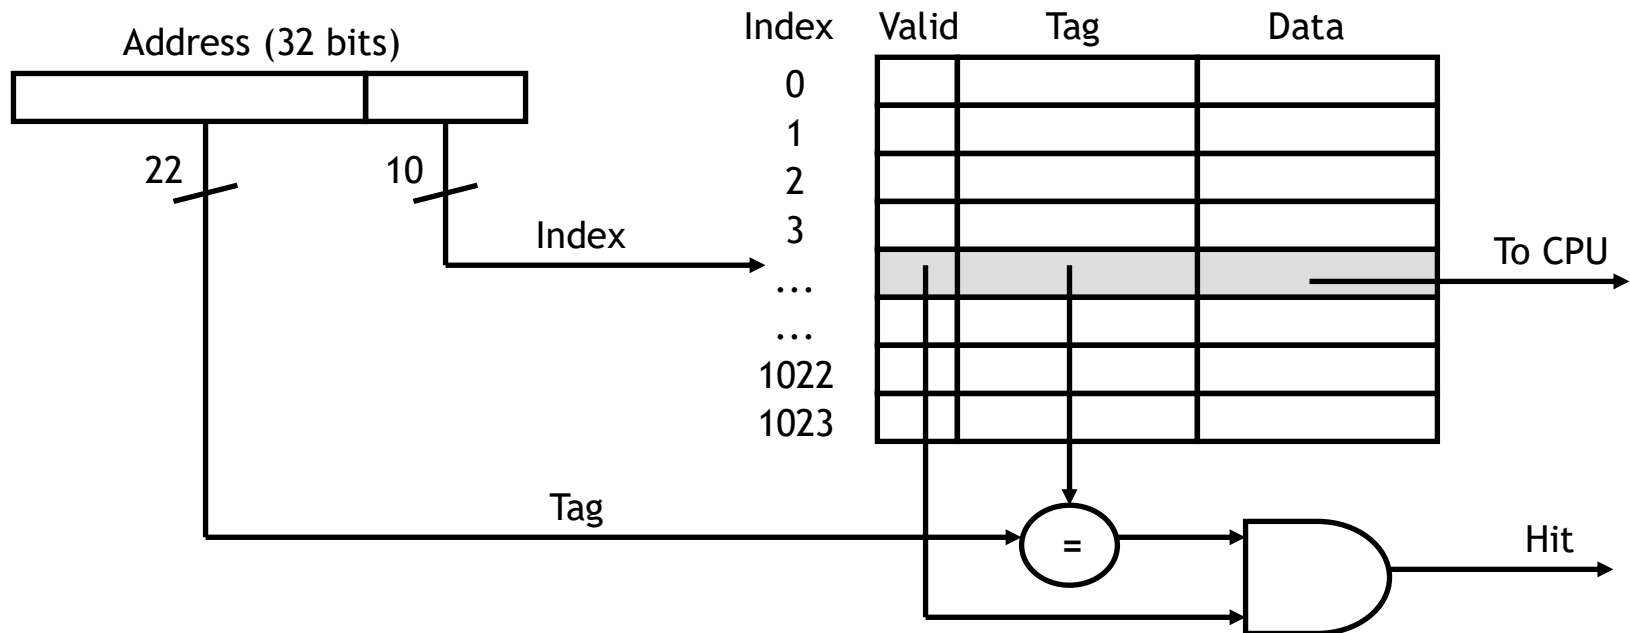 Address (32 bits)
22
10
Index
Tag
Index Valid Tag Data
0
1
2
3
...
...
1022
1023
To CPU
=
Hit